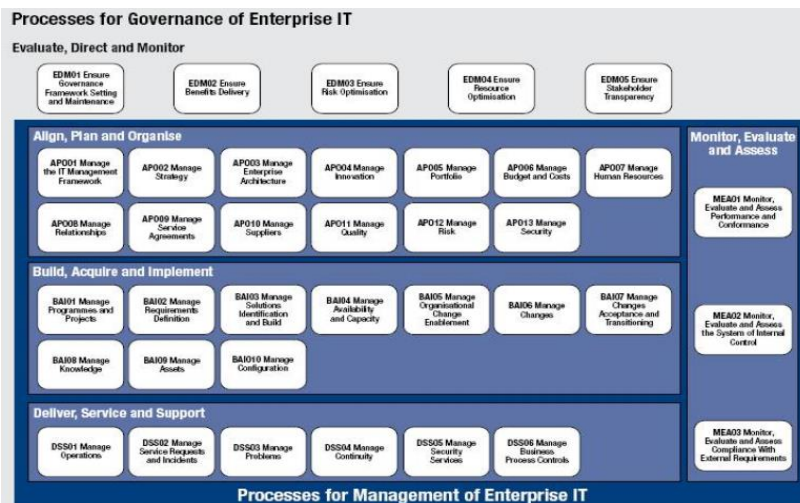 Processes for Governance of Enterprise IT
Evaluate, Direct and Monitor
EDM01 Ensure
Governance
Framework Setting
and Maintenance
EDM02 Ensure
Benefits Delivery
EDM03 Ensure
Risk Optimisation
EDM04 Ensure
Resource
Optimisation
EDM05 Ensure
Stakeholder
Transparency
Align, Plan and Organise
APO01 Manage
the IT Management
Framework
APO02 Manage
Strategy
APO03 Manage
Enterprise
Architecture
APO04 Manage
Innovation
APO05 Manage
Portfolio
APO06 Manage
Budget and Costs
APO07 Manage
Human Resources
APO08 Manage
Relationships
APO09 Manage
Service
Agreements
APO10 Manage
Suppliers
APO11 Manage
Quality
APO12 Manage
Risk
APO13 Manage
Security
Build, Acquire and Implement
BAI01 Manage
Programmes and
Projects
BAI02 Manage
Requirements
Definition
BAI03 Manage
Solutions
Identification
and Build
BAI04 Manage
Availability
and Capacity
BAI05 Manage
Organisational
Change
Enablement
BAI06 Manage
Changes
BAI07 Manage
Changes
Acceptance and
Transitioning
BAI08 Manage
Knowledge
BAI09 Manage
Assets
BAI010 Manage
Configuration
Deliver, Service and Support
DSS01 Manage
Operations
DSS02 Manage
Service Requests
and Incidents
DSS03 Manage
Problems
DSS04 Manage
Continuity
DSS05 Manage
Security
Services
DSS06 Manage
Business
Process Controls
Monitor, Evaluate
and Assess
MEA01 Monitor,
Evaluate and Assess
Performance and
Conformance
MEA02 Monitor,
Evaluate and Assess
the System of Internal
Control
MEA03 Monitor,
Evaluate and Assess
Compliance With
External Requirements
Processes for Management of Enterprise IT